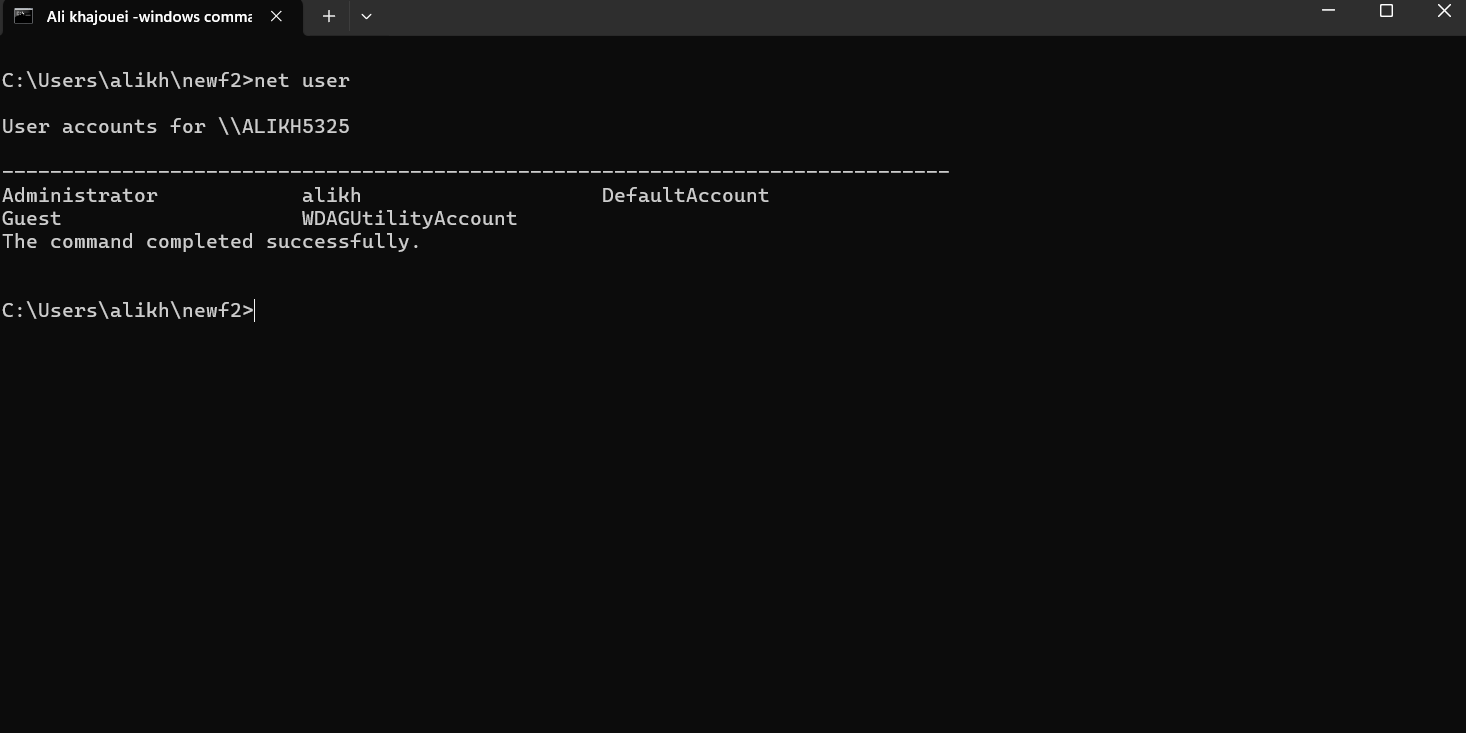 Ali khajouei -windows comma
C:\Users\alikh\newf2>net user
User accounts for \\ALIKH5325
-------------------------------------------------------------------------------
Administrator            alikh                    DefaultAccount
Guest                    WDAGUtilityAccount
The command completed successfully.
C:\Users\alikh\newf2>